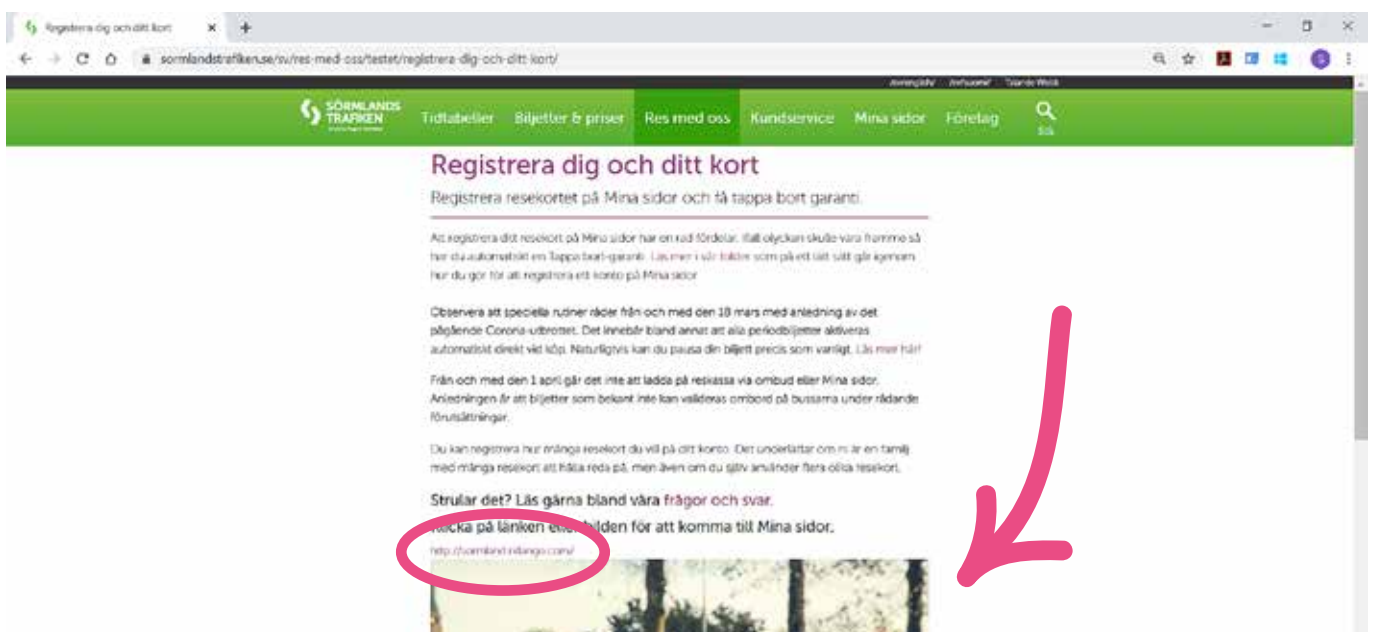 Registrera dig och ditt kort
sormlandstrafiken.se/sv/res-med-oss/testet/registrera-dig-och-ditt-kort/
Avvikelser
SÖRMLANDS
TRAFIKEN
Tidtabeller Biljetter & priser Res med oss Kundservice Mina sidor Företag
Sök
Registrera dig och ditt kort
Registrera resekortet på Mina sidor och få tappa bort garanti.
Att registrera ditt resekort på Mina sidor har en rad fördelar. Ifall olyckan skulle vara framme så
har du automatiskt en Tappa bort-garanti. Läs mer i vår folder som på ett lätt sätt går igenom
hur du gör för att registrera ett konto på Mina sidor
Observera att speciella rutiner råder från och med den 18 mars med anledning av det
pågående Corona-utbrottet. Det innebär bland annat att alla periodbiljetter aktiveras
automatiskt direkt vid köp. Naturligtvis kan du pausa din biljett precis som vanligt. Läs mer här!
Från och med den 1 april går det inte att ladda på reskassa via ombud eller Mina sidor.
Anledningen är att biljetter som bekant inte kan valideras ombord på bussarna under rådande
förutsättningar.
Du kan registrera hur många resekort du vill på ditt konto. Det underlättar om ni är en familj
med många resekort att hålla reda på, men även om du själv använder flera olika resekort.
Strular det? Läs gärna bland våra frågor och svar.
Klicka på länken eller bilden för att komma till Mina sidor.
http://sormland.rdango.com/